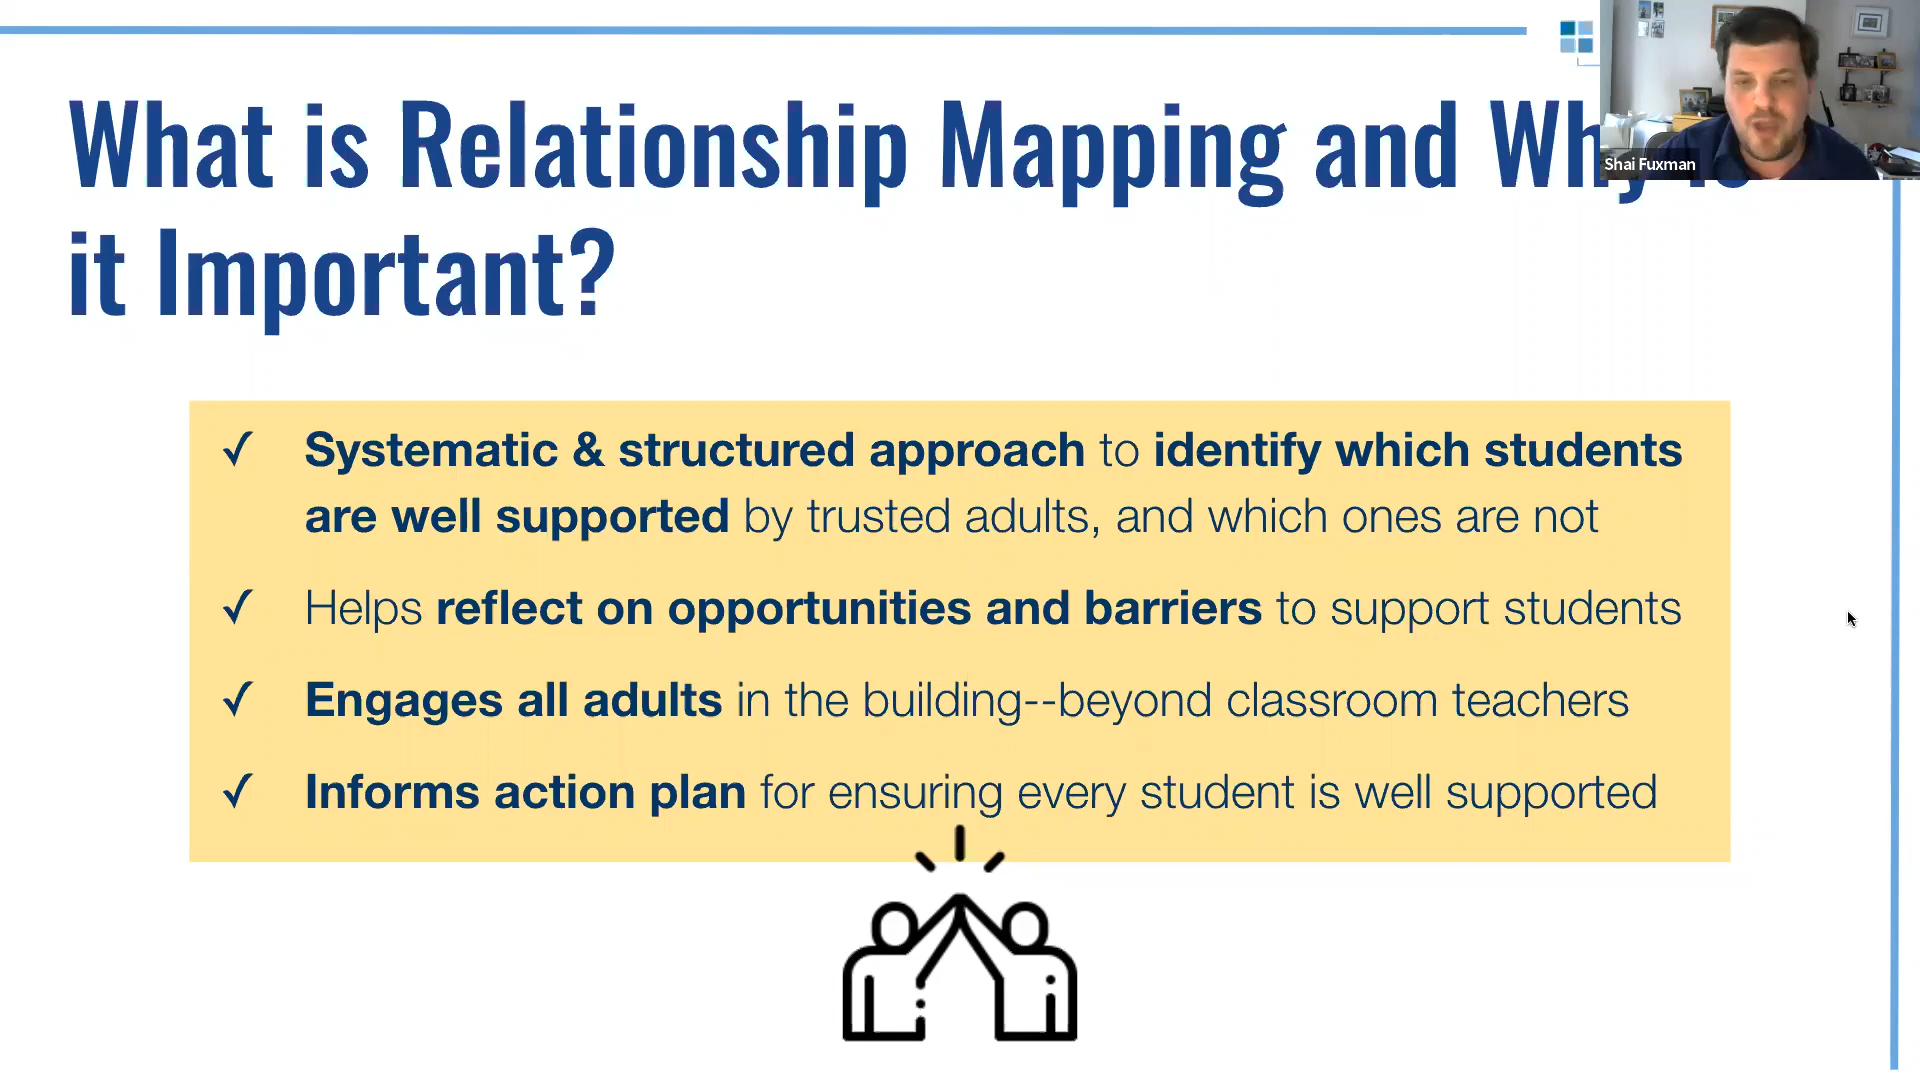 What is Relationship Mapping and Why
it Important?
Shai Fuxman
✓ Systematic & structured approach to identify which students
are well supported by trusted adults, and which ones are not
✓ Helps reflect on opportunities and barriers to support students
✓ Engages all adults in the building--beyond classroom teachers
✓ Informs action plan for ensuring every student is well supported